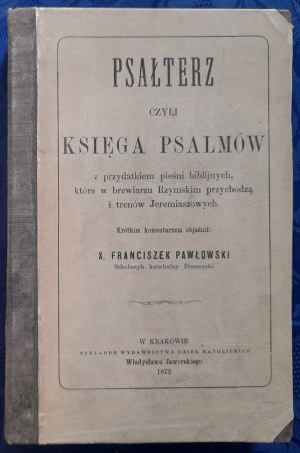 PSAŁTERZ
CZYLI
KSIĘGA PSALMÓW
z przydatkiem pieśni biblijnych,
które w brewiarzu Rzymskim przychodzą
i trenów Jeremiaszowych.
Krótkim komentarzem objaśnił:
X. FRANCISZEK PAWŁOWSKI
Scholastyk katedralny Przemyski
W KRAKOWIE
NAKŁADEM WYDAWNICTWA DZIEŁ KATOLICKICH
Władysława Jaworskiego
1872